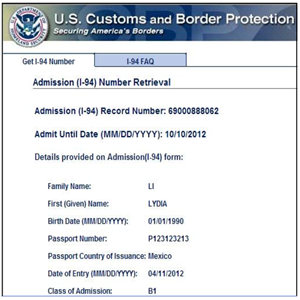 U.S. Customs and Border Protection
Securing America's Borders
Get I-94 Number
I-94 FAQ
Admission (I-94) Number Retrieval
Admission (I-94) Record Number: 69000888062
Admit Until Date (MM/DD/YYYY): 10/10/2012
Details provided on Admission(I-94) form:
Family Name: LI
First (Given) Name: LYDIA
Birth Date (MM/DD/YYYY): 01/01/1990
Passport Number: P123123213
Passport Country of Issuance: Mexico
Date of Entry (MM/DD/YYYY): 04/11/2012
Class of Admission: B1